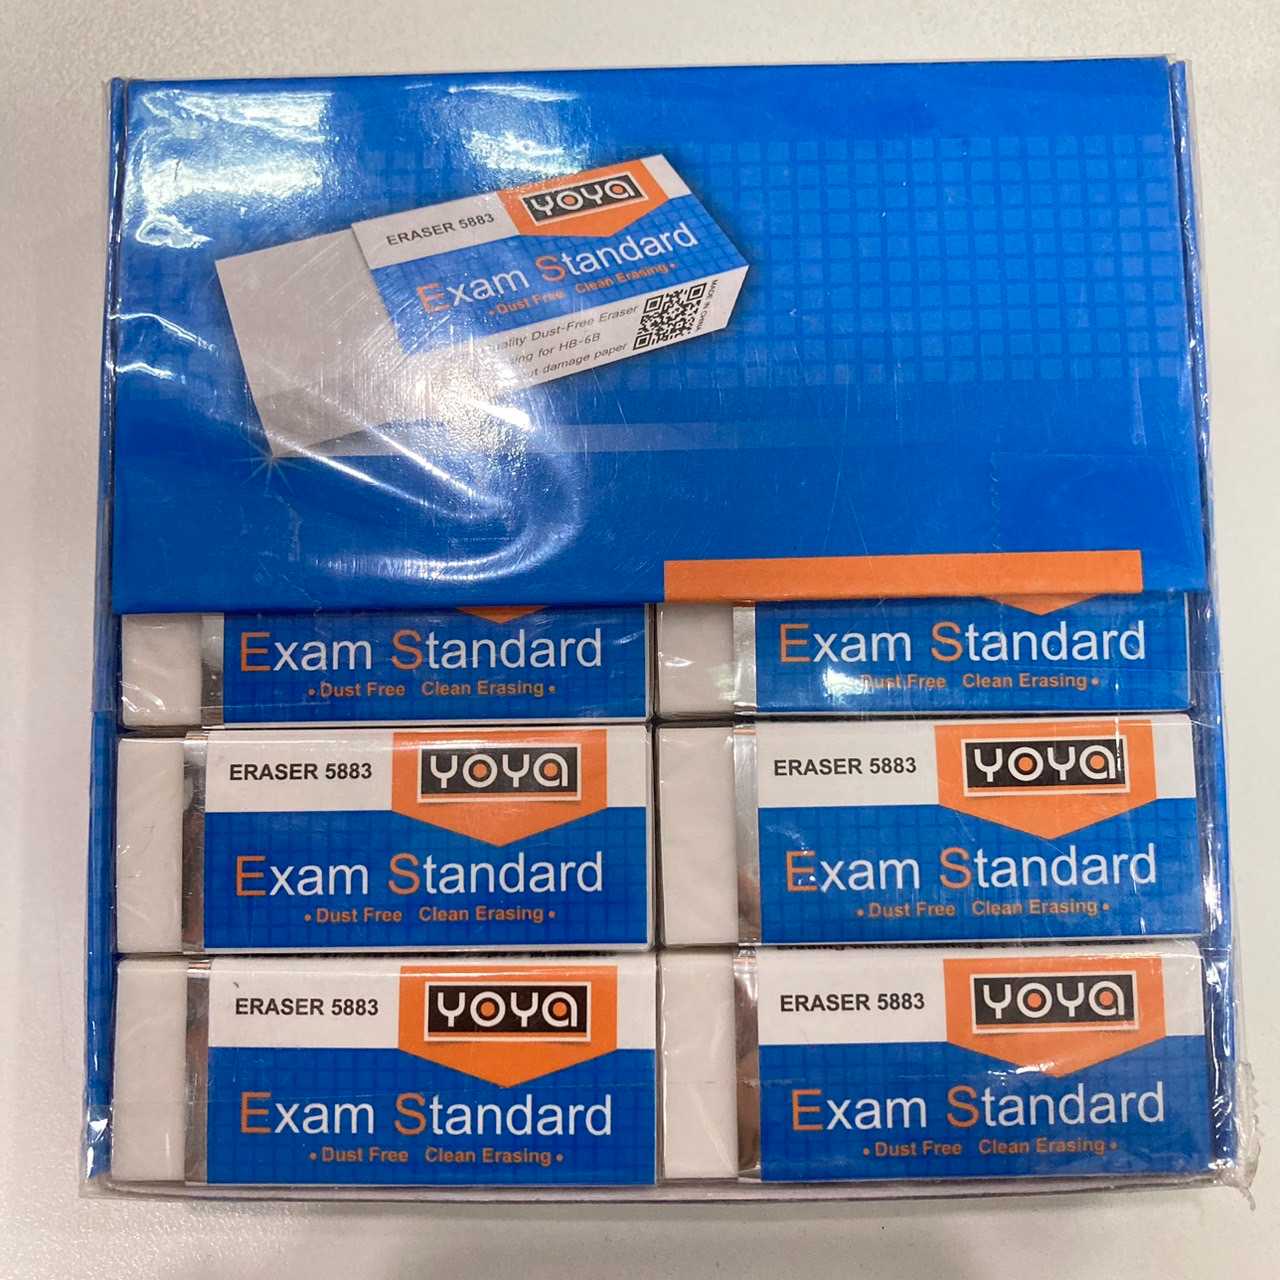 YOYA
ERASER 5883
Exam Standard
• Dust Free Clean Erasing •
Dust-Free Eraser
for HB-6B
damage paper
MADE IN CHINA
Exam Standard
• Dust Free Clean Erasing •
Exam Standard
Dust Free Clean Erasing •
ERASER 5883
YOYA
Exam Standard
• Dust Free Clean Erasing •
ERASER 5883
YOYA
Exam Standard
• Dust Free Clean Erasing •
ERASER 5883
YOYA
Exam Standard
• Dust Free Clean Erasing •
ERASER 5883
YOYA
Exam Standard
• Dust Free Clean Erasing •